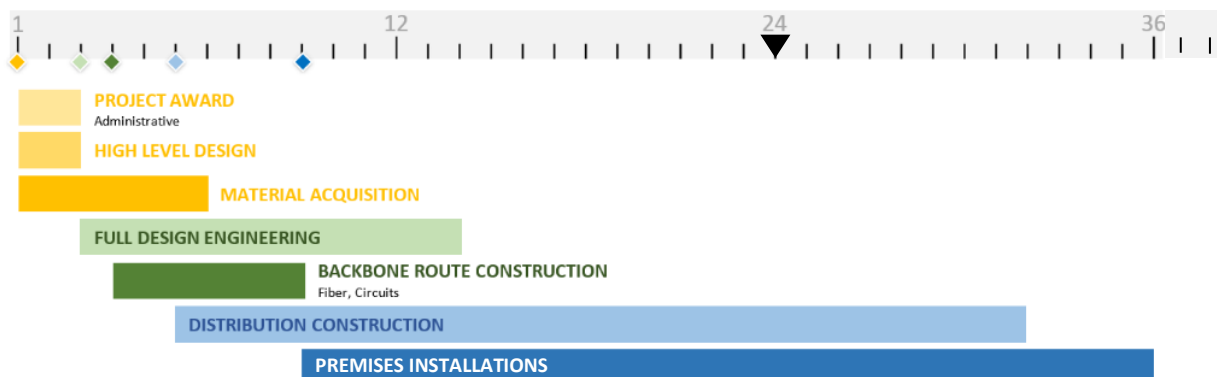 1 12 24 36
PROJECT AWARD
Administrative
HIGH LEVEL DESIGN
MATERIAL ACQUISITION
FULL DESIGN ENGINEERING
BACKBONE ROUTE CONSTRUCTION
Fiber, Circuits
DISTRIBUTION CONSTRUCTION
PREMISES INSTALLATIONS